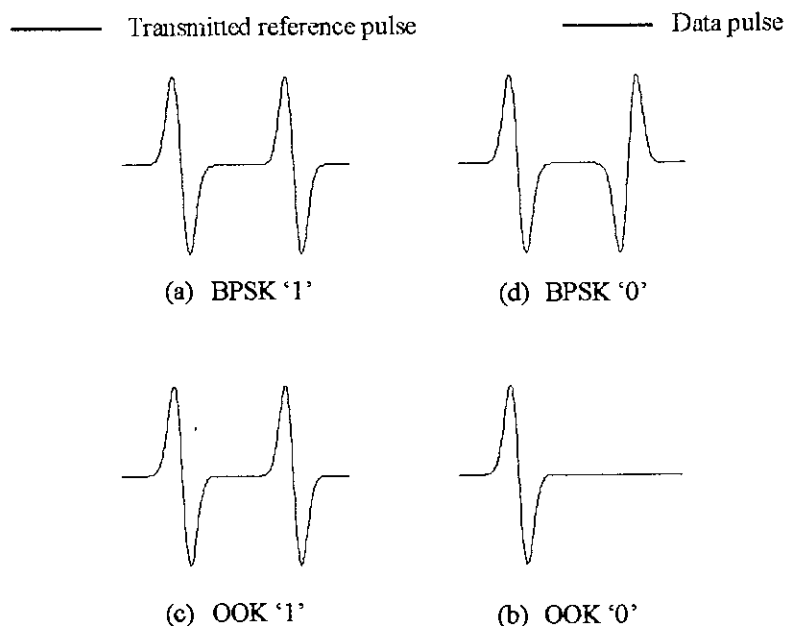 Transmitted reference pulse Data pulse
(a) BPSK ‘1’ (d) BPSK ‘0’
(c) OOK ‘1’ (b) OOK ‘0’